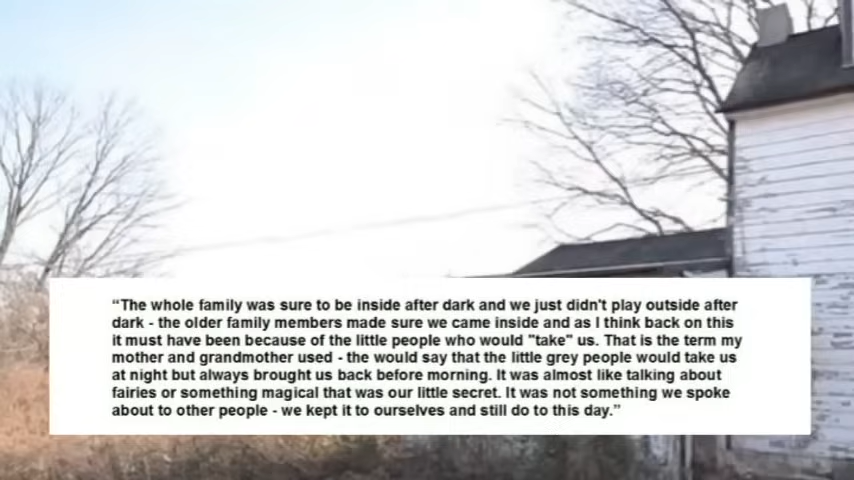 “The whole family was sure to be inside after dark and we just didn't play outside after
dark - the older family members made sure we came inside and as I think back on this
it must have been because of the little people who would "take" us. That is the term my
mother and grandmother used - the would say that the little grey people would take us
at night but always brought us back before morning. It was almost like talking about
fairies or something magical that was our little secret. It was not something we spoke
about to other people - we kept it to ourselves and still do to this day.”